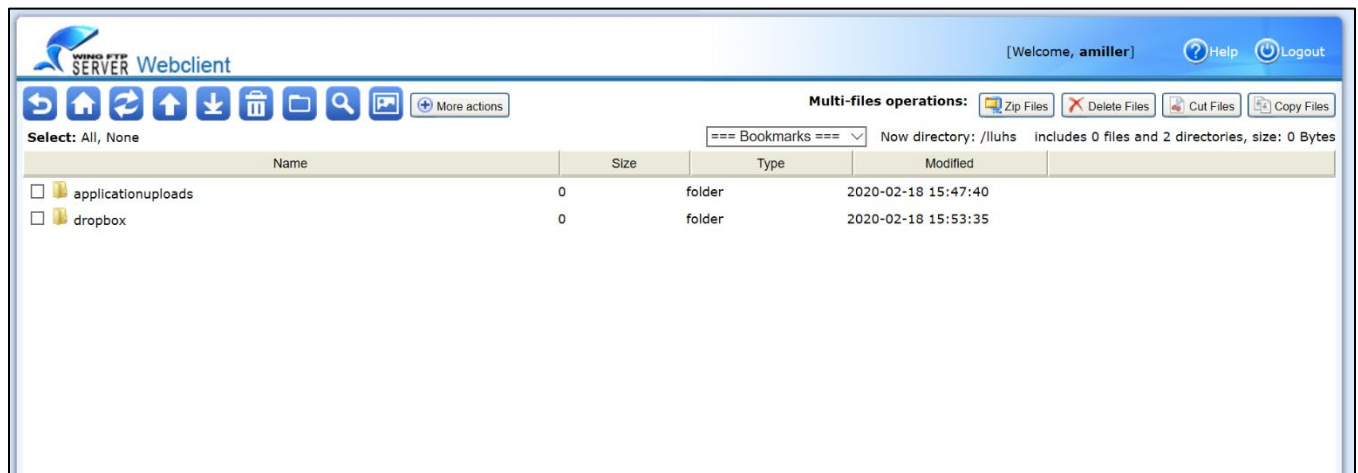 WING FTP
SERVER Webclient
[Welcome, amiller] Help Logout
More actions Multi-files operations: Zip Files Delete Files Cut Files Copy Files
Select: All, None === Bookmarks === Now directory: /lluhs includes 0 files and 2 directories, size: 0 Bytes
Name Size Type Modified
applicationuploads 0 folder 2020-02-18 15:47:40
dropbox 0 folder 2020-02-18 15:53:35